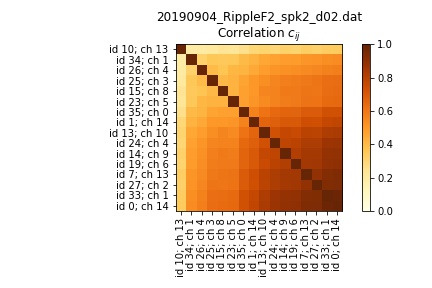 20190904_RippleF2_spk2_d02.dat
Correlation c_ij
id 10; ch 13
id 34; ch 1
id 26; ch 4
id 25; ch 3
id 15; ch 8
id 23; ch 5
id 35; ch 0
id 1; ch 14
id 13; ch 10
id 24; ch 4
id 14; ch 9
id 19; ch 6
id 7; ch 13
id 27; ch 2
id 33; ch 1
id 0; ch 14
1.0
0.8
0.6
0.4
0.2
0.0
id 10; ch 13
id 34; ch 1
id 26; ch 4
id 25; ch 3
id 15; ch 8
id 23; ch 5
id 35; ch 0
id 1; ch 14
id 13; ch 10
id 24; ch 4
id 14; ch 9
id 19; ch 6
id 7; ch 13
id 27; ch 2
id 33; ch 1
id 0; ch 14